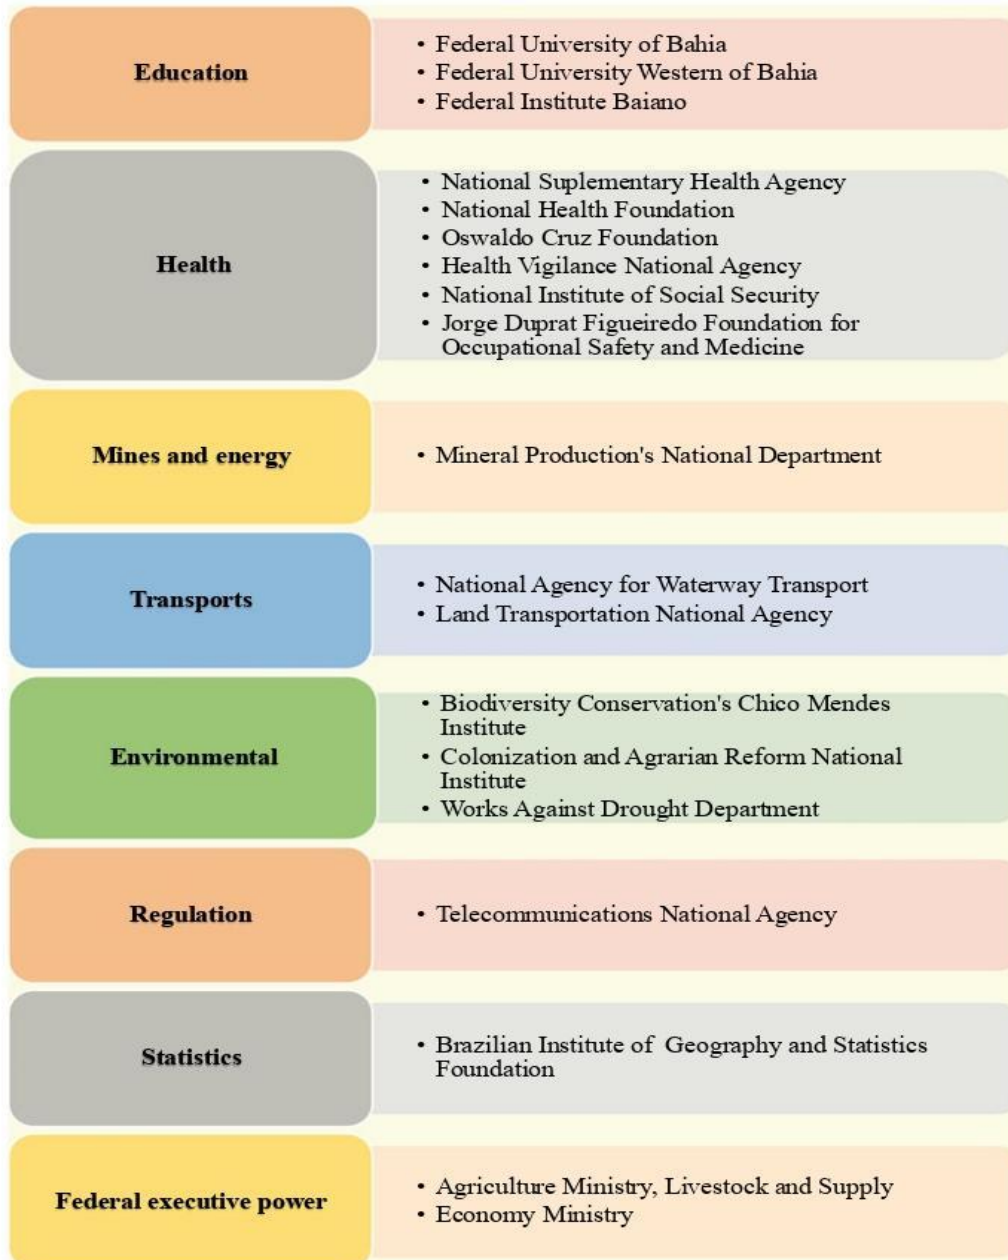 Education
• Federal University of Bahia
• Federal University Western of Bahia
• Federal Institute Baiano
Health
• National Suplementary Health Agency
• National Health Foundation
• Oswaldo Cruz Foundation
• Health Vigilance National Agency
• National Institute of Social Security
• Jorge Duprat Figueiredo Foundation for
Occupational Safety and Medicine
Mines and energy
• Mineral Production's National Department
Transports
• National Agency for Waterway Transport
• Land Transportation National Agency
Environmental
• Biodiversity Conservation's Chico Mendes
Institute
• Colonization and Agrarian Reform National
Institute
• Works Against Drought Department
Regulation
• Telecommunications National Agency
Statistics
• Brazilian Institute of Geography and Statistics
Foundation
Federal executive power
• Agriculture Ministry, Livestock and Supply
• Economy Ministry